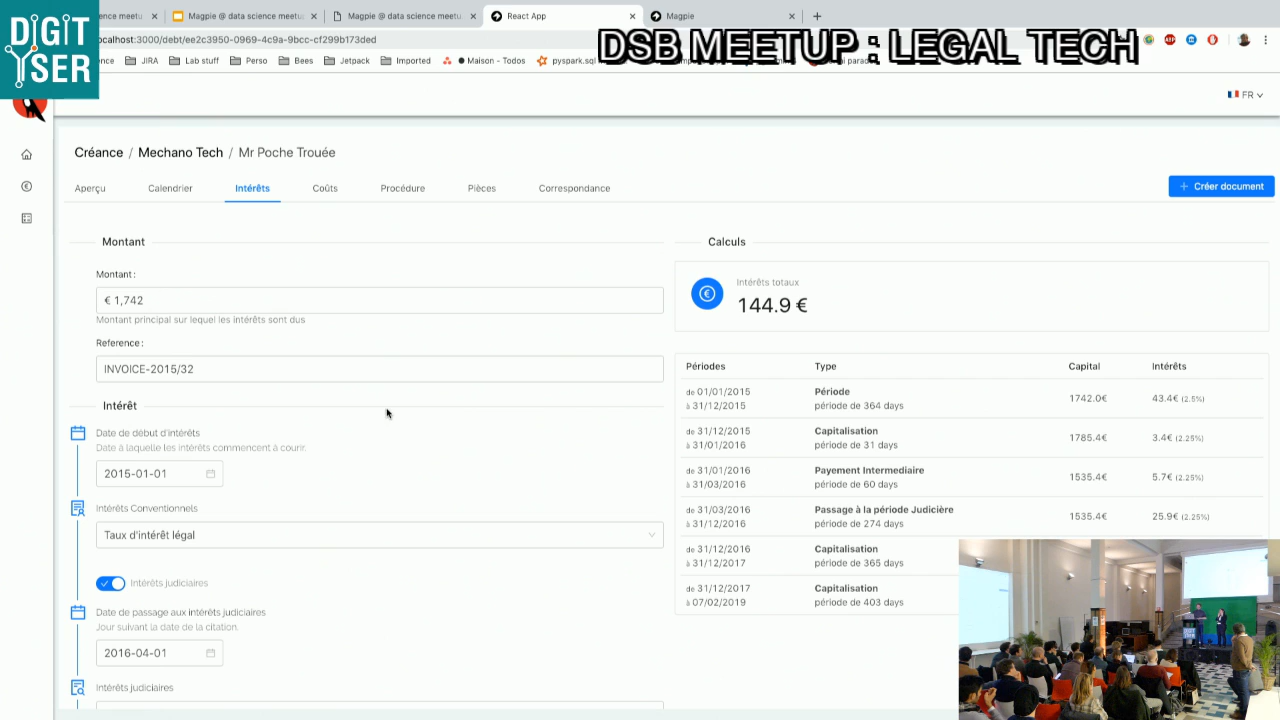 DIGIT
YSER
DSB MEETUP : LEGAL TECH
ence meetu
Magpie @ data science meetu
Magpie @ data science meetu
React App
Magpie
localhost:3000/debt/ee2c3950-0969-4c9a-9bcc-cf299b173ded
JIRA
Lab stuff
Perso
Bees
Jetpack
Imported
Maison - Todos
pyspark.sql
FR
Créance / Mechano Tech / Mr Poche Trouée
Aperçu
Calendrier
Intérêts
Coûts
Procédure
Pièces
Correspondance
+ Créer document
Montant
Montant :
€ 1,742
Montant principal sur lequel les intérêts sont dus
Reference :
INVOICE-2015/32
Intérêt
Date de début d'intérêts
Date à laquelle les intérêts commencent à courir.
2015-01-01
Intérêts Conventionnels
Taux d'intérêt légal
Intérêts judiciaires
Date de passage aux intérêts judiciaires
Jour suivant la date de la citation.
2016-04-01
Intérêts judiciaires
Calculs
Intérêts totaux
144.9 €
Périodes Type Capital Intérêts
de 01/01/2015 Période
à 31/12/2015 période de 364 days 1742.0€ 43.4€ (2.5%)
de 31/12/2015 Capitalisation
à 31/01/2016 période de 31 days 1785.4€ 3.4€ (2.25%)
de 31/01/2016 Payement Intermediaire
à 31/03/2016 période de 60 days 1535.4€ 5.7€ (2.25%)
de 31/03/2016 Passage à la période Judicière
à 31/12/2016 période de 274 days 1535.4€ 25.9€ (2.25%)
de 31/12/2016 Capitalisation
à 31/12/2017 période de 365 days
de 31/12/2017 Capitalisation
à 07/02/2019 période de 403 days